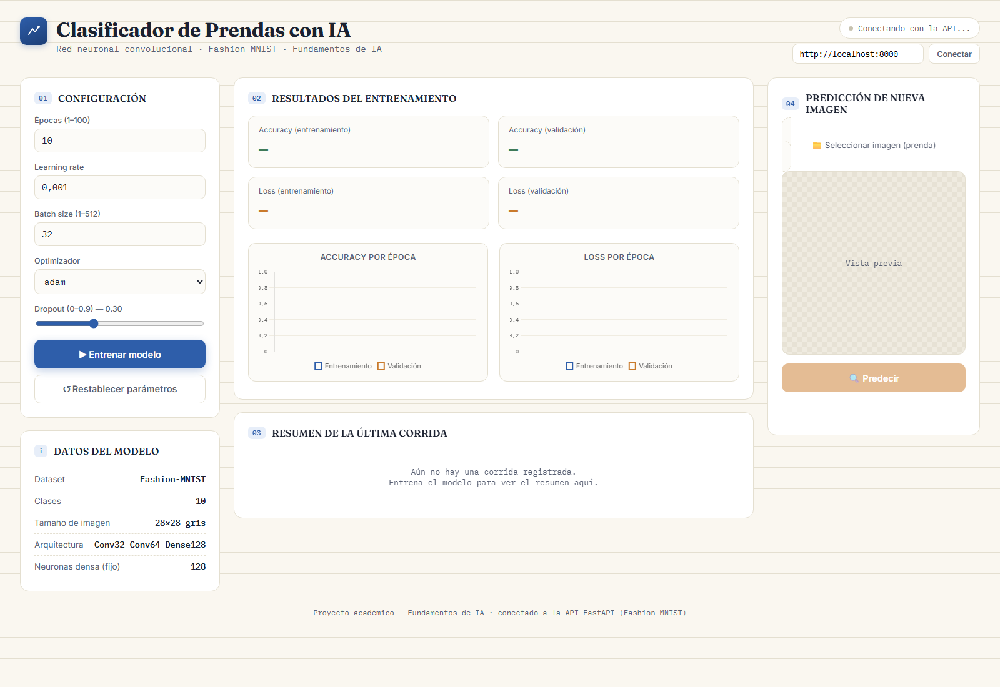 Clasificador de Prendas con IA
Red neuronal convolucional · Fashion-MNIST · Fundamentos de IA
Conectando con la API...
http://localhost:8000
Conectar
01 CONFIGURACIÓN
Épocas (1–100)
10
Learning rate
0,001
Batch size (1–512)
32
Optimizador
adam
Dropout (0–0.9) — 0.30
▶ Entrenar modelo
↺ Restablecer parámetros
i DATOS DEL MODELO
Dataset Fashion-MNIST
Clases 10
Tamaño de imagen 28×28 gris
Arquitectura Conv32-Conv64-Dense128
Neuronas densa (fijo) 128
02 RESULTADOS DEL ENTRENAMIENTO
Accuracy (entrenamiento)
—
Accuracy (validación)
—
Loss (entrenamiento)
—
Loss (validación)
—
ACCURACY POR ÉPOCA
1,0
0,8
0,6
0,4
0,2
0
Entrenamiento Validación
LOSS POR ÉPOCA
1,0
0,8
0,6
0,4
0,2
0
Entrenamiento Validación
03 RESUMEN DE LA ÚLTIMA CORRIDA
Aún no hay una corrida registrada.
Entrena el modelo para ver el resumen aquí.
04 PREDICCIÓN DE NUEVA
IMAGEN
📁 Seleccionar imagen (prenda)
Vista previa
🔍 Predecir
Proyecto académico — Fundamentos de IA · conectado a la API FastAPI (Fashion-MNIST)